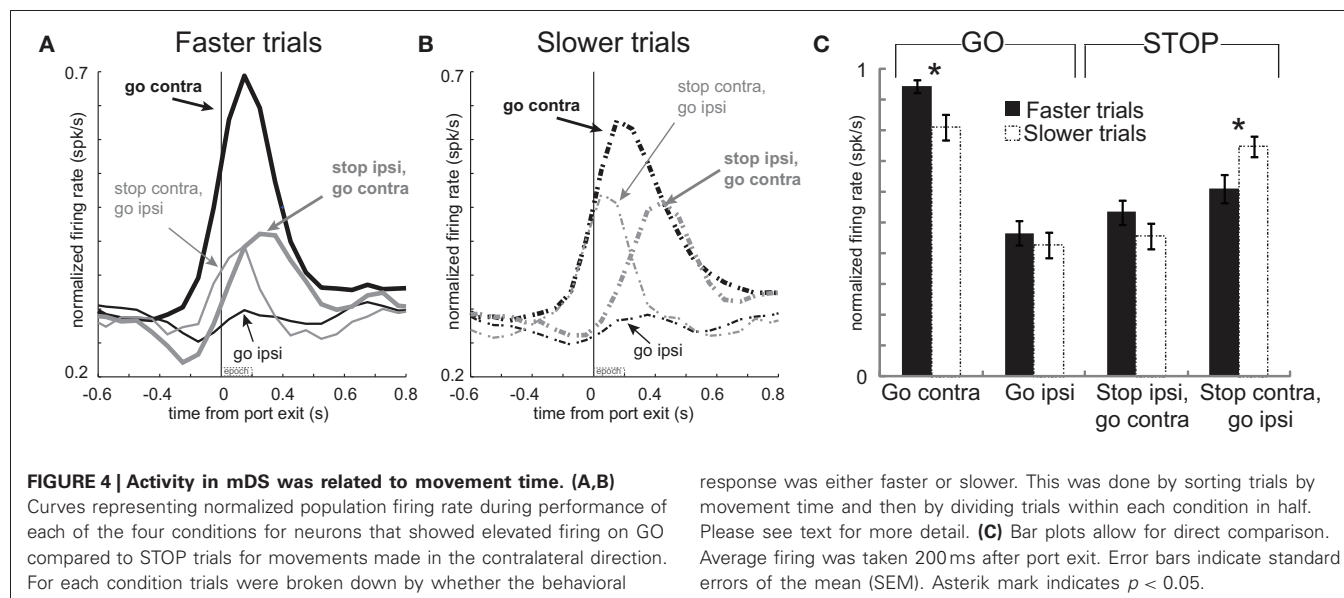 A
Faster trials
0.7
go contra
stop contra,
go ipsi
stop ipsi,
go contra
go ipsi
epoch
0.2
-0.6 -0.4 0 0.4 0.6 0.8
time from port exit (s)
normalized firing rate (spk/s)
B
Slower trials
0.7
go contra
stop contra,
go ipsi
stop ipsi,
go contra
go ipsi
epoch
0.2
-0.6 -0.4 0 0.4 0.6 0.8
time from port exit (s)
normalized firing rate (spk/s)
C
GO STOP
1
*
Faster trials
Slower trials
*
normalized firing rate (spk/s)
0
Go contra Go ipsi Stop ipsi, go contra Stop contra, go ipsi
FIGURE 4 | Activity in mDS was related to movement time. (A,B)
Curves representing normalized population firing rate during performance of
each of the four conditions for neurons that showed elevated firing on GO
compared to STOP trials for movements made in the contralateral direction.
For each condition trials were broken down by whether the behavioral
response was either faster or slower. This was done by sorting trials by
movement time and then by dividing trials within each condition in half.
Please see text for more detail. (C) Bar plots allow for direct comparison.
Average firing was taken 200 ms after port exit. Error bars indicate standard
errors of the mean (SEM). Asterik mark indicates p < 0.05.